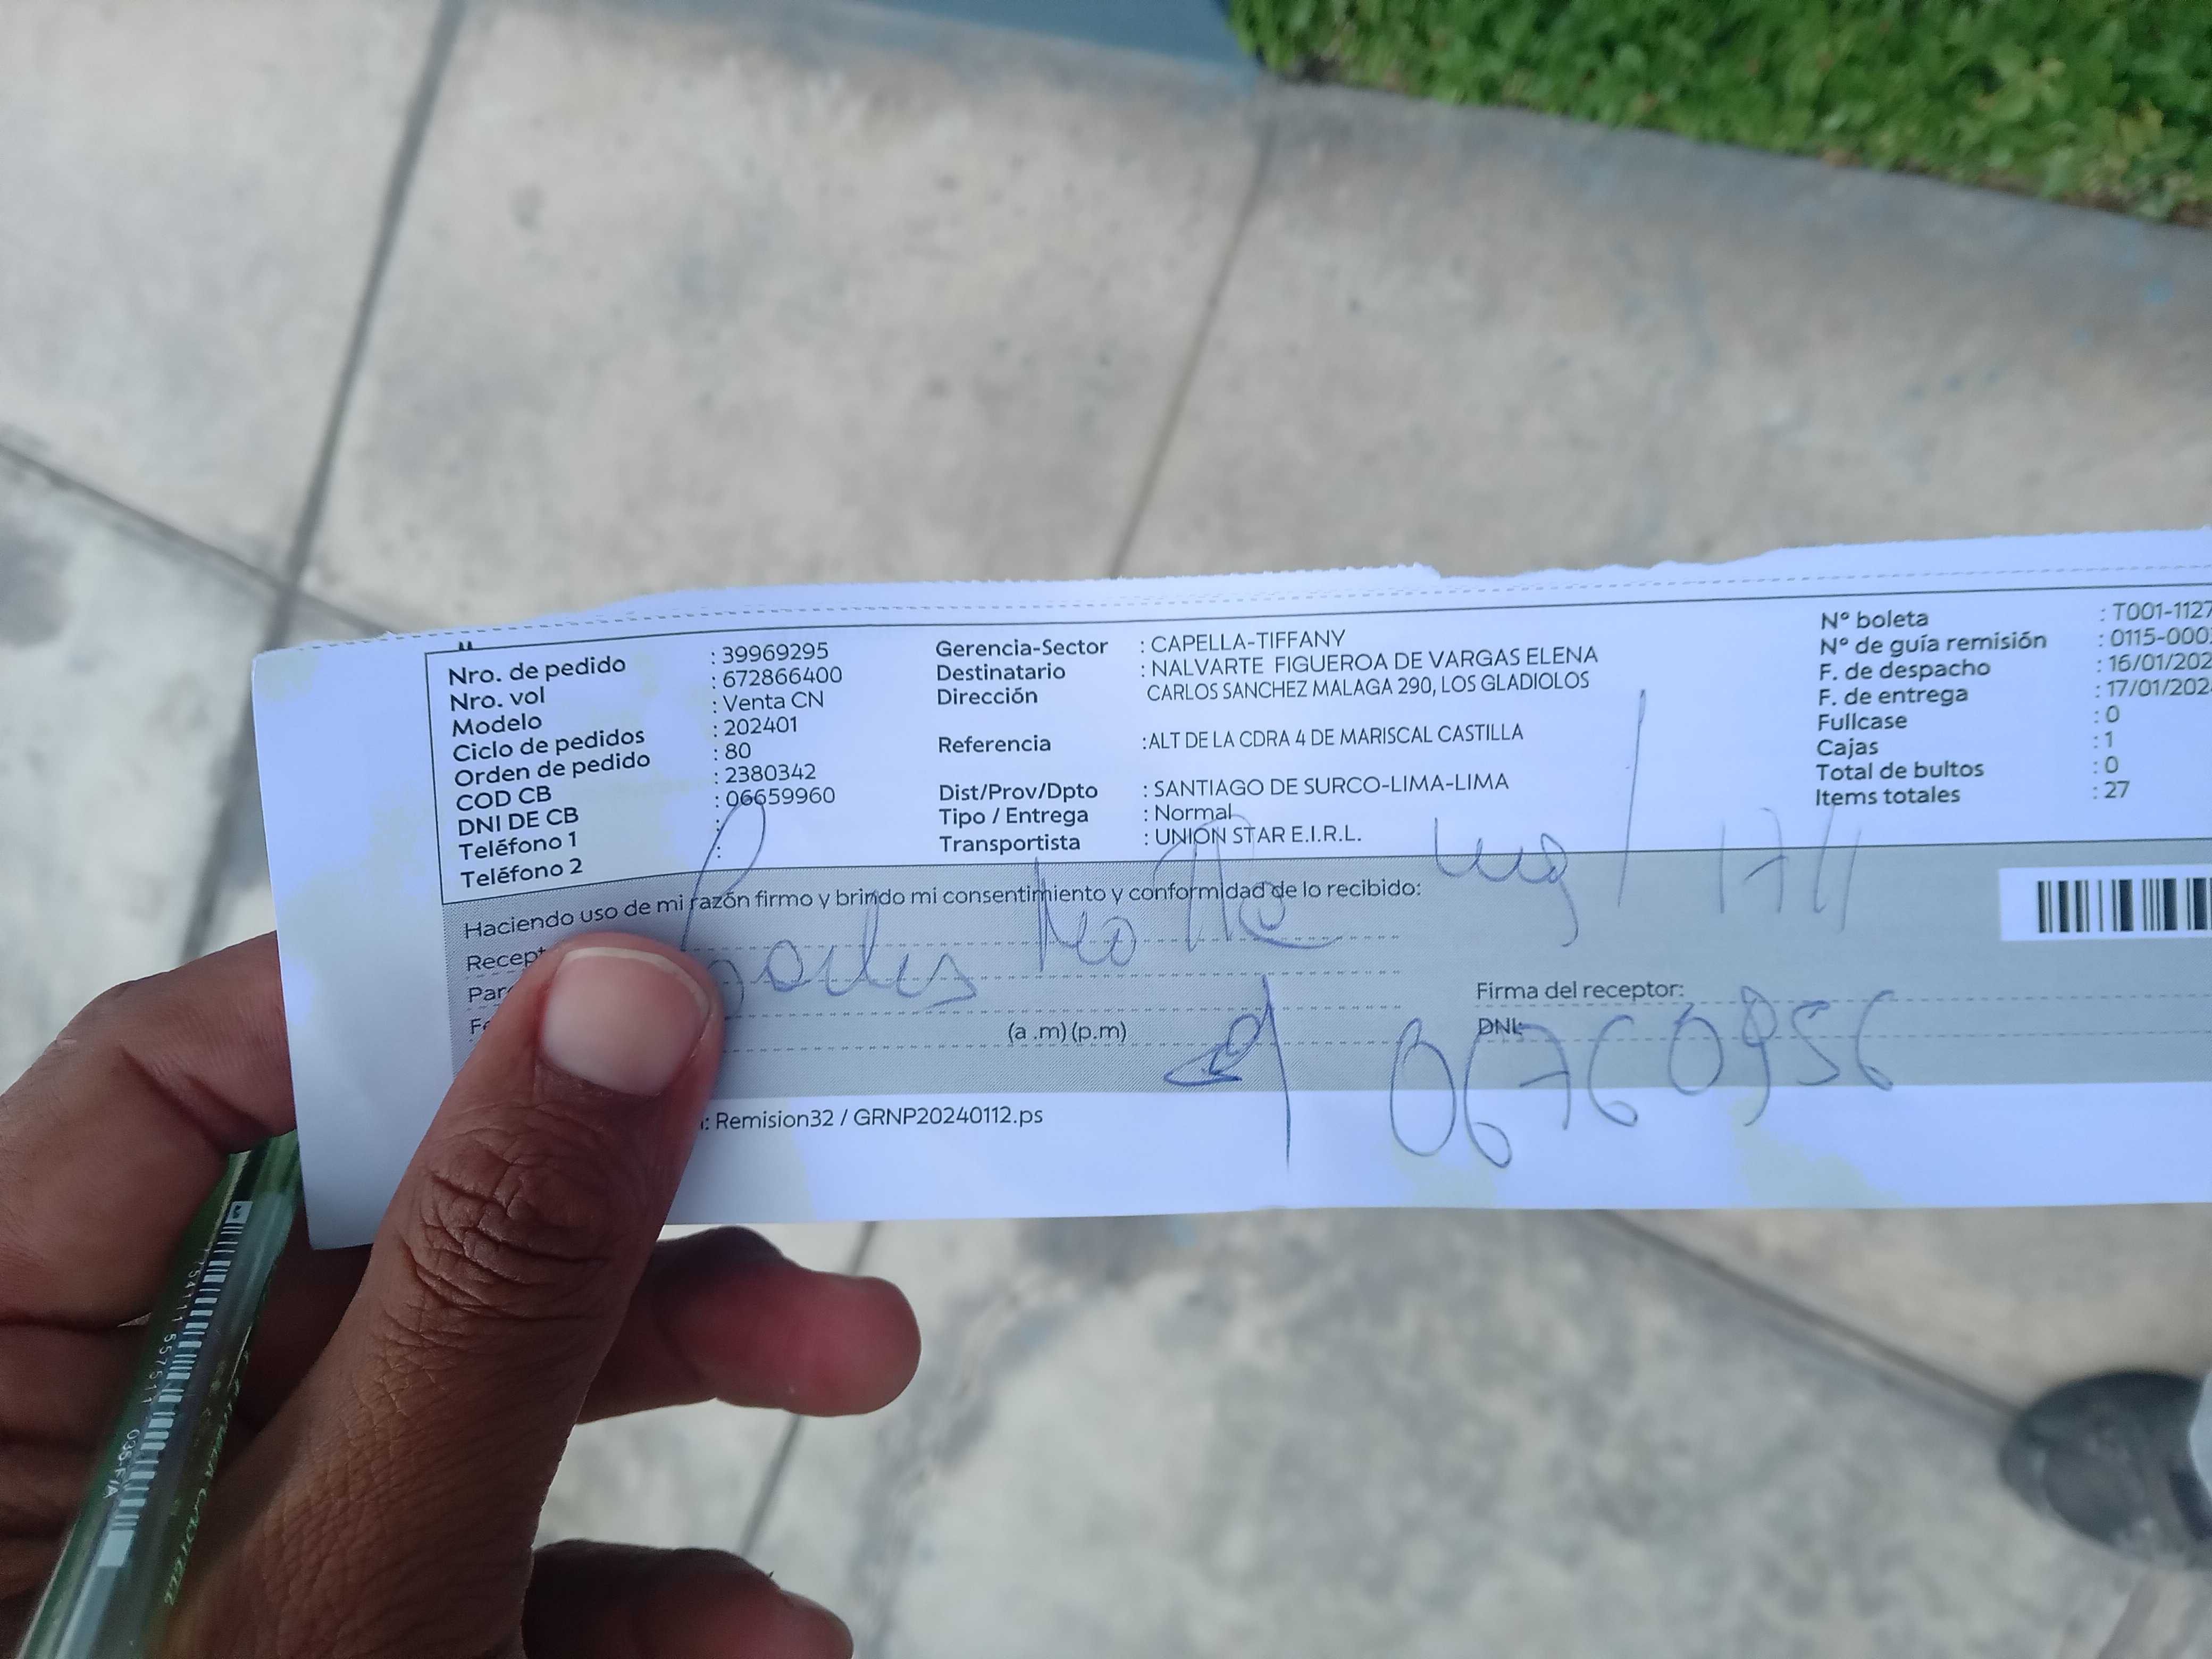 Nro. de pedido : 39969295
Nro. vol : 672866400
Modelo : Venta CN
Ciclo de pedidos : 202401
Orden de pedido : 80
COD CB : 2380342
DNI DE CB : 06659960
Teléfono 1 :
Teléfono 2 :
Gerencia-Sector : CAPELLA-TIFFANY
Destinatario : NALVARTE FIGUEROA DE VARGAS ELENA
Dirección CARLOS SANCHEZ MALAGA 290, LOS GLADIOLOS
Referencia : ALT DE LA CDRA 4 DE MARISCAL CASTILLA
Dist/Prov/Dpto : SANTIAGO DE SURCO-LIMA-LIMA
Tipo / Entrega : Normal
Transportista : UNION STAR E.I.R.L.
Nº boleta : T001-1127
Nº de guía remisión : 0115-000
F. de despacho : 16/01/202
F. de entrega : 17/01/202
Fullcase : 0
Cajas : 1
Total de bultos : 0
Items totales : 27
Haciendo uso de mi razón firmo y brindo mi consentimiento y conformidad de lo recibido:
Recept
Par
(a .m) (p.m)
Firma del receptor:
DNI:
: Remision32 / GRNP20240112.ps